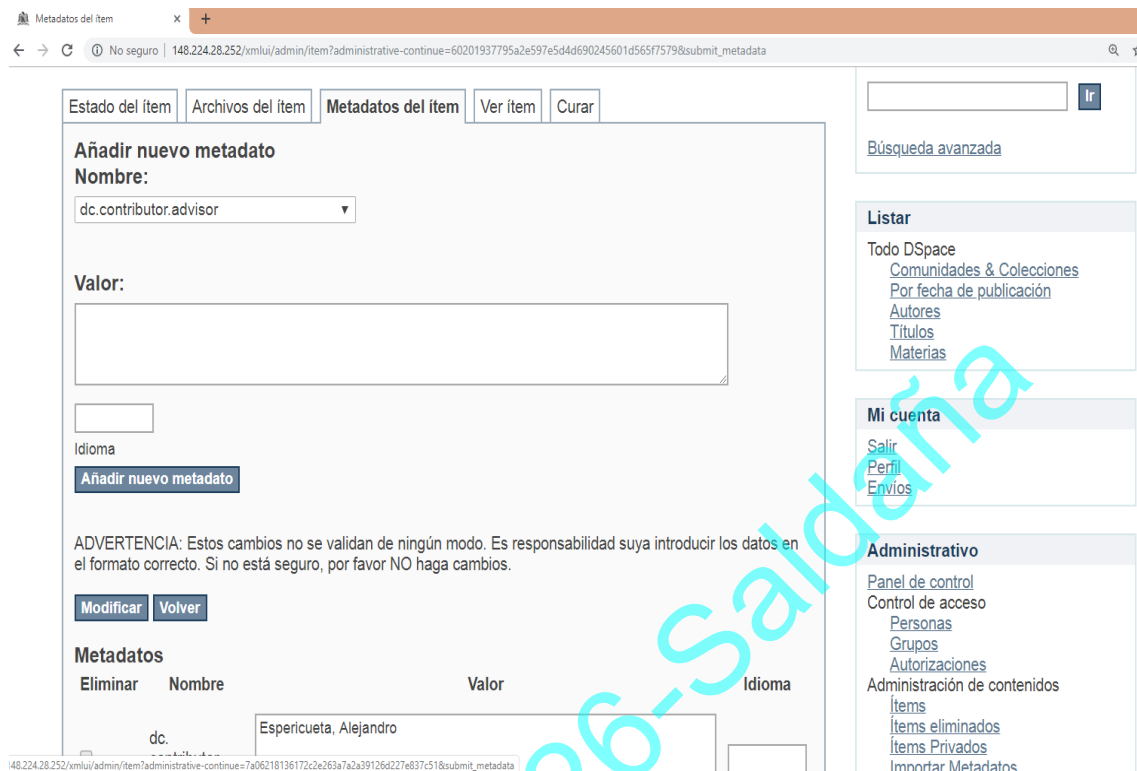 Metadatos del ítem
No seguro
148.224.28.252/xmlui/admin/item?administrative-continue=60201937795a2e597e5d4d690245601d565f7579&submit_metadata
Estado del ítem
Archivos del ítem
Metadatos del ítem
Ver ítem
Curar
Añadir nuevo metadato
Nombre:
dc.contributor.advisor
Valor:
Idioma
Añadir nuevo metadato
ADVERTENCIA: Estos cambios no se validan de ningún modo. Es responsabilidad suya introducir los datos en
el formato correcto. Si no está seguro, por favor NO haga cambios.
Modificar
Volver
Metadatos
Eliminar Nombre Valor Idioma
dc.
Espericueta, Alejandro
48.224.28.252/xmlui/admin/item?administrative-continue=7a06218136172c2e263a7a2a39126d227e837c51&submit_metadata
Ir
Búsqueda avanzada
Listar
Todo DSpace
Comunidades & Colecciones
Por fecha de publicación
Autores
Títulos
Materias
Mi cuenta
Salir
Perfil
Envíos
Administrativo
Panel de control
Control de acceso
Personas
Grupos
Autorizaciones
Administración de contenidos
Ítems
Ítems eliminados
Ítems Privados
Importar Metadatos
6-Saldaña